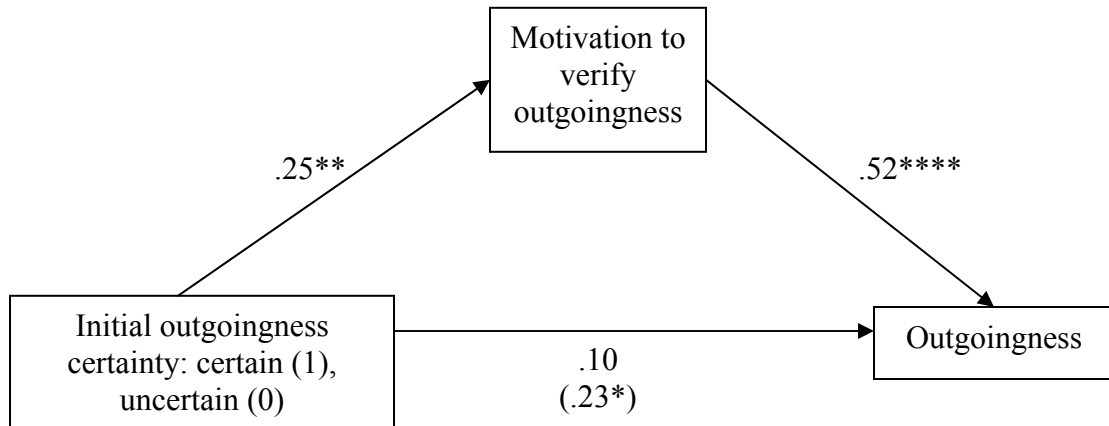 Motivation to
verify
outgoingness
.25**
.52****
Initial outgoingness
certainty: certain (1),
uncertain (0)
Outgoingness
.10
(.23*)